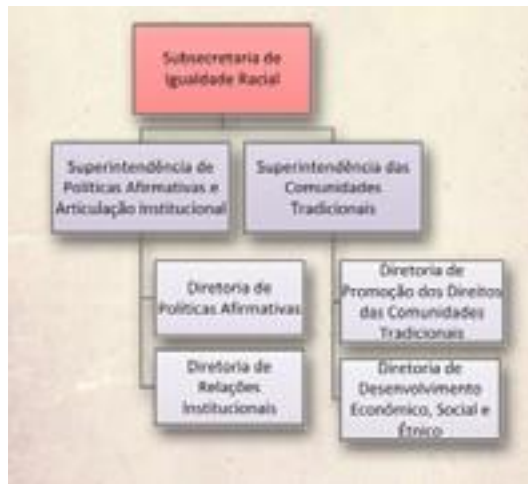 Subsecretaria de
Igualdade Racial
Superintendência de
Políticas Afirmativas e
Articulação Institucional
Superintendência das
Comunidades
Tradicionais
Diretoria de
Políticas Afirmativas
Diretoria de
Relações
Institucionais
Diretoria de
Promoção dos Direitos
das Comunidades
Tradicionais
Diretoria de
Desenvolvimento
Econômico, Social e
Étnico